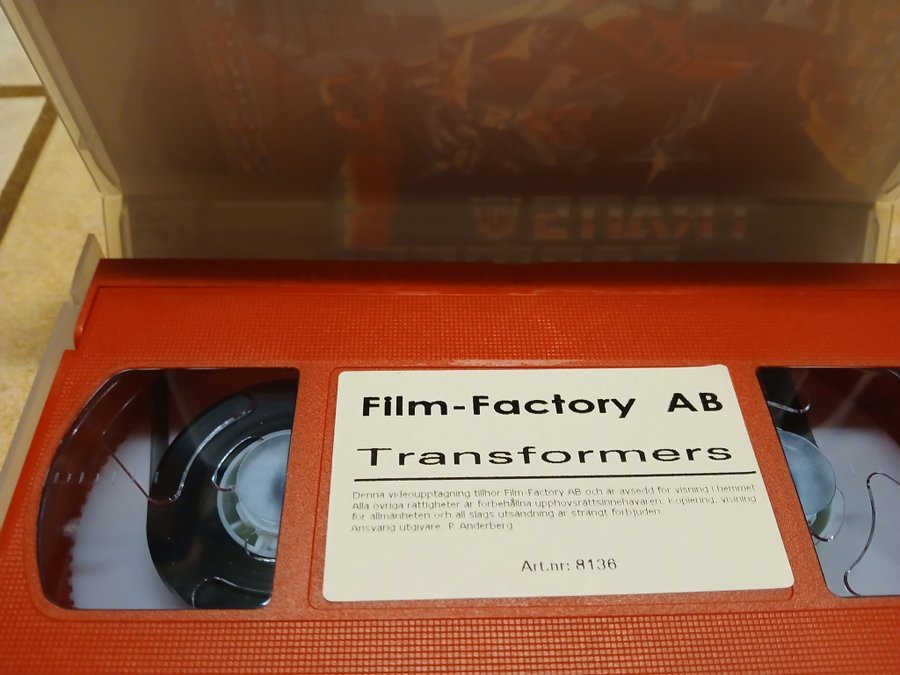 Film-Factory AB
Transformers
Denna videoupptagning tillhör Film-Factory AB och är avsedd för visning i hemmet.
Alla övriga rättigheter är förbehållna upphovsrättsinnehavaren. Kopiering, visning
för allmänheten och all slags utsändning är strängt förbjuden.
Ansvarig utgivare: P. Anderberg
Art.nr: 8136